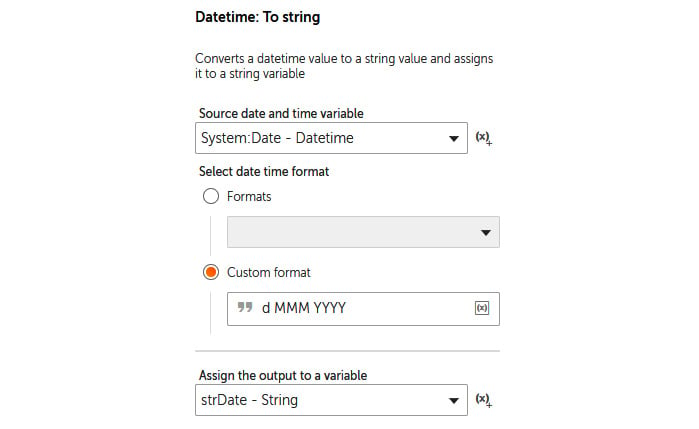 Datetime: To string
Converts a datetime value to a string value and assigns
it to a string variable
Source date and time variable
System:Date - Datetime
(x)+
Select date time format
Formats
Custom format
" d MMM YYYY
(x)
Assign the output to a variable
strDate - String
(x)+